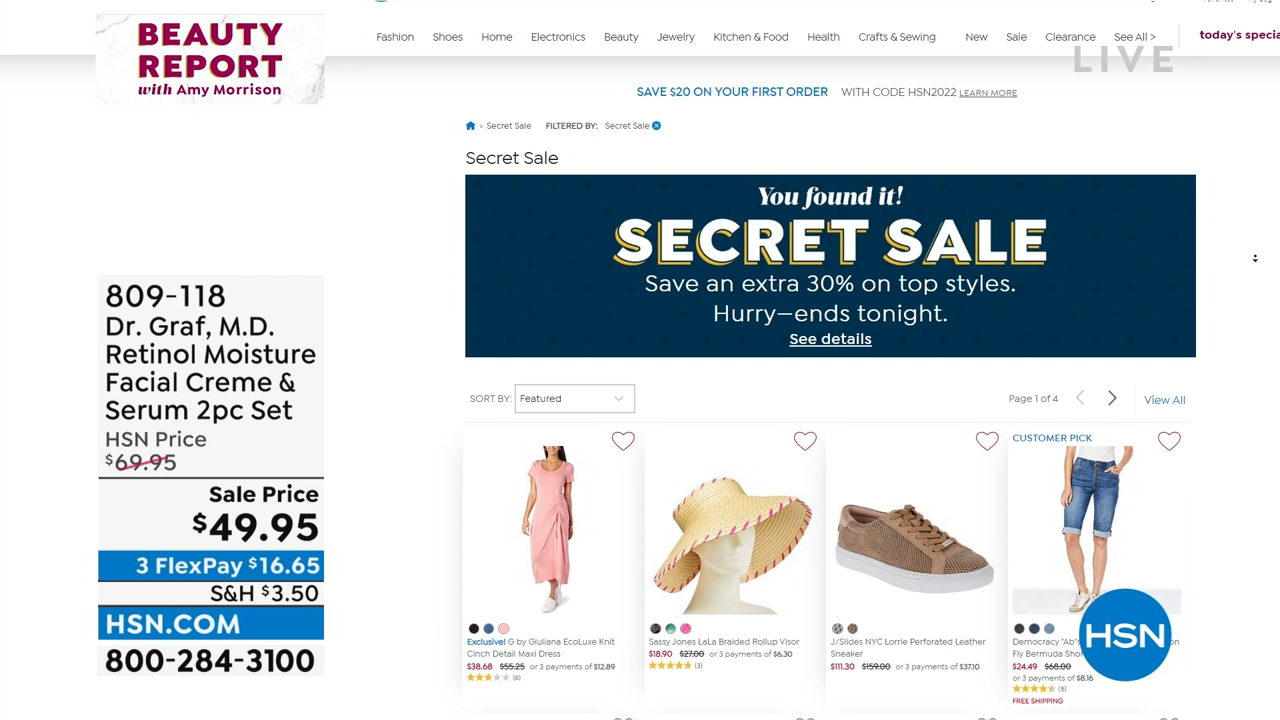 BEAUTY
REPORT
with Amy Morrison
Fashion Shoes Home Electronics Beauty Jewelry Kitchen & Food Health Crafts & Sewing New Sale Clearance See All >
today's specia
LIVE
SAVE $20 ON YOUR FIRST ORDER WITH CODE HSN2022 LEARN MORE
> Secret Sale FILTERED BY: Secret Sale
Secret Sale
You found it!
SECRET SALE
Save an extra 30% on top styles.
Hurry—ends tonight.
See details
809-118
Dr. Graf, M.D.
Retinol Moisture
Facial Creme &
Serum 2pc Set
HSN Price
$69.95
Sale Price
$49.95
3 FlexPay $16.65
S&H $3.50
HSN.COM
800-284-3100
SORT BY: Featured
Page 1 of 4
View All
Exclusive! G by Giuliana EcoLuxe Knit
Cinch Detail Maxi Dress
$38.68 $55.25 or 3 payments of $12.89
(6)
Sassy Jones LaLa Braided Rollup Visor
$18.90 $27.00 or 3 payments of $6.30
(3)
J/Slides NYC Lorrie Perforated Leather
Sneaker
$111.30 $159.00 or 3 payments of $37.10
CUSTOMER PICK
Democracy "Ab"
Fly Bermuda
$24.49 $68.00
or 3 payments of $8.16
(5)
FREE SHIPPING
HSN